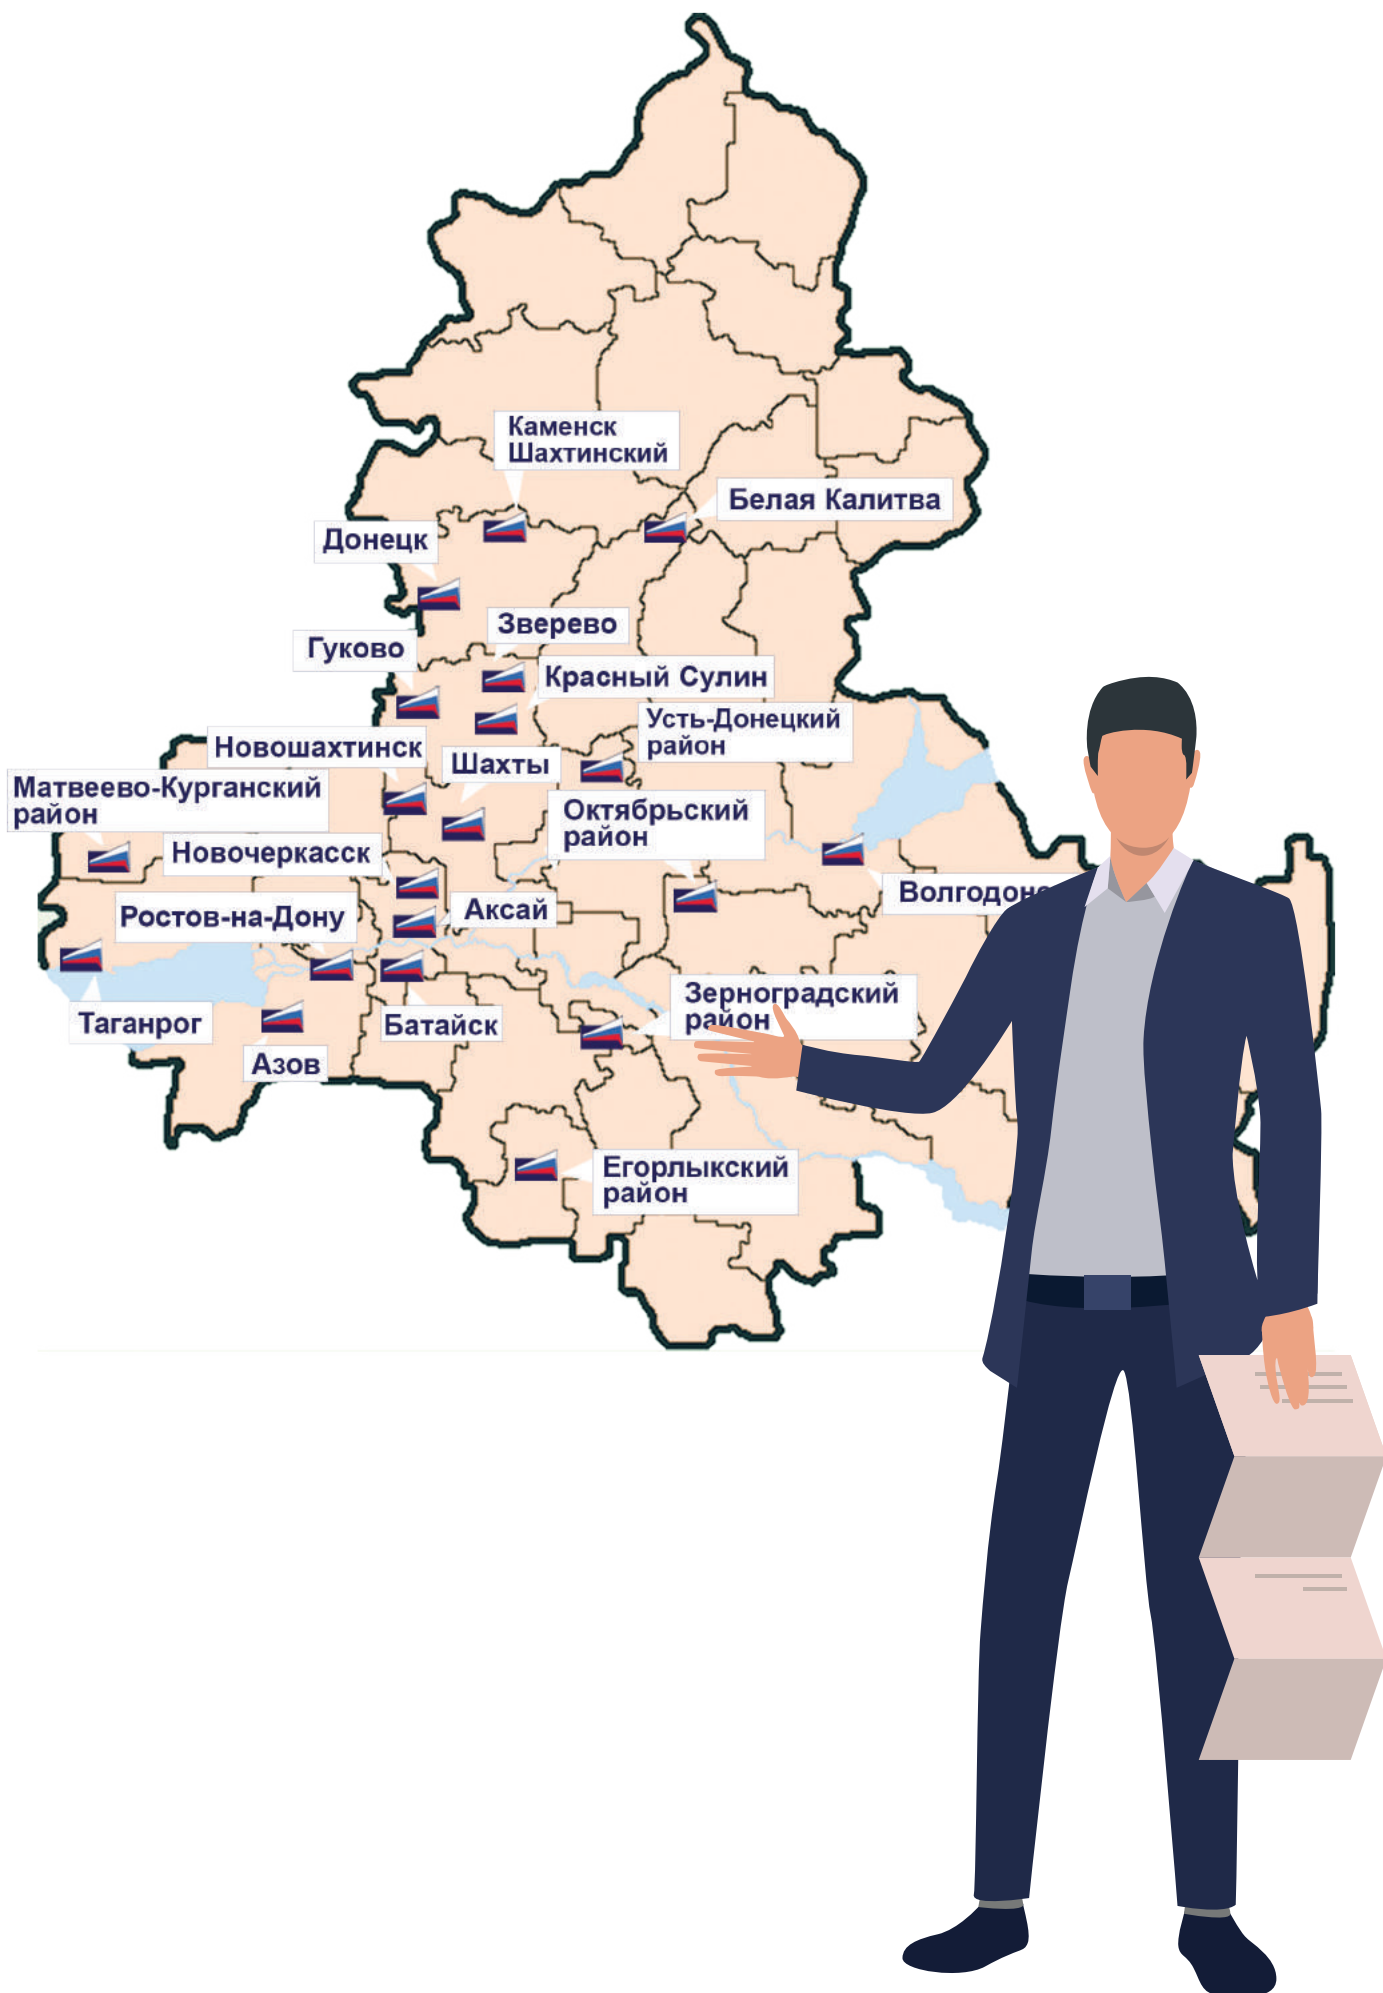 Каменск
Шахтинский
Белая Калитва
Донецк
Зверево
Гуково
Красный Сулин
Усть-Донецкий
район
Новошахтинск
Шахты
Матвеево-Курганский
район
Октябрьский
район
Новочеркасск
Волгодонс
Ростов-на-Дону
Аксай
Зерноградский
район
Таганрог
Батайск
Азов
Егорлыкский
район